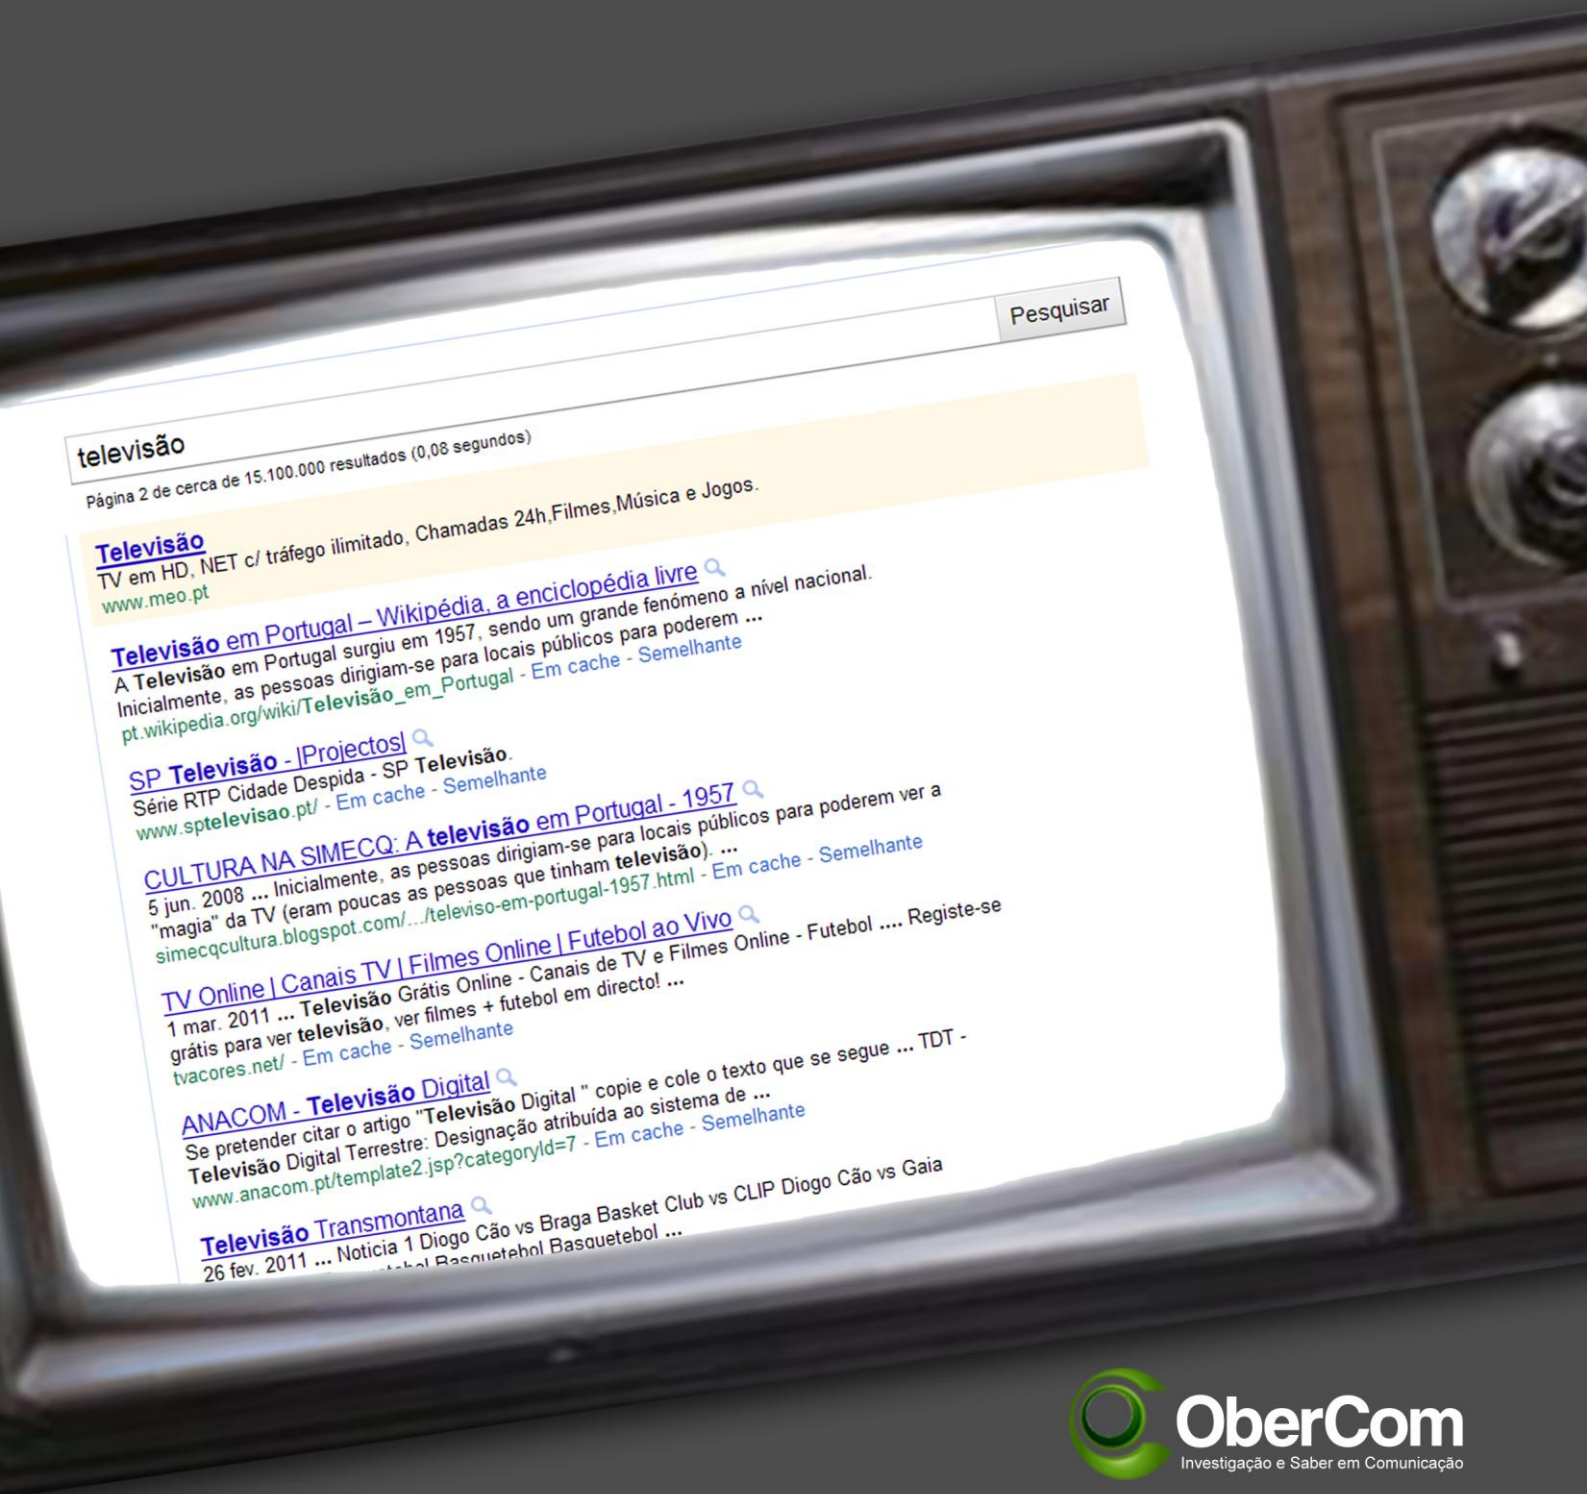 Pesquisar
televisão
Página 2 de cerca de 15.100.000 resultados (0,08 segundos)
Televisão
TV em HD, NET c/ tráfego ilimitado, Chamadas 24h,Filmes,Música e Jogos.
www.meo.pt
Televisão em Portugal – Wikipédia, a enciclopédia livre
A Televisão em Portugal surgiu em 1957, sendo um grande fenómeno a nível nacional.
Inicialmente, as pessoas dirigiam-se para locais públicos para poderem ...
pt.wikipedia.org/wiki/Televisão_em_Portugal - Em cache - Semelhante
SP Televisão - |Projectos|
Série RTP Cidade Despida - SP Televisão.
www.sptelevisao.pt/ - Em cache - Semelhante
CULTURA NA SIMECQ: A televisão em Portugal - 1957
5 jun. 2008 ... Inicialmente, as pessoas dirigiam-se para locais públicos para poderem ver a
"magia" da TV (eram poucas as pessoas que tinham televisão). ...
simecqcultura.blogspot.com/.../televiso-em-portugal-1957.html - Em cache - Semelhante
TV Online | Canais TV | Filmes Online | Futebol ao Vivo
1 mar. 2011 ... Televisão Grátis Online - Canais de TV e Filmes Online - Futebol .... Registe-se
grátis para ver televisão, ver filmes + futebol em directo! ...
tvacores.net/ - Em cache - Semelhante
ANACOM - Televisão Digital
Se pretender citar o artigo "Televisão Digital " copie e cole o texto que se segue ... TDT -
Televisão Digital Terrestre: Designação atribuída ao sistema de ...
www.anacom.pt/template2.jsp?categoryId=7 - Em cache - Semelhante
Televisão Transmontana
26 fev. 2011 ... Noticia 1 Diogo Cão vs Braga Basket Club vs CLIP Diogo Cão vs Gaia
Basquetebol Basquetebol ...
OberCom
Investigação e Saber em Comunicação